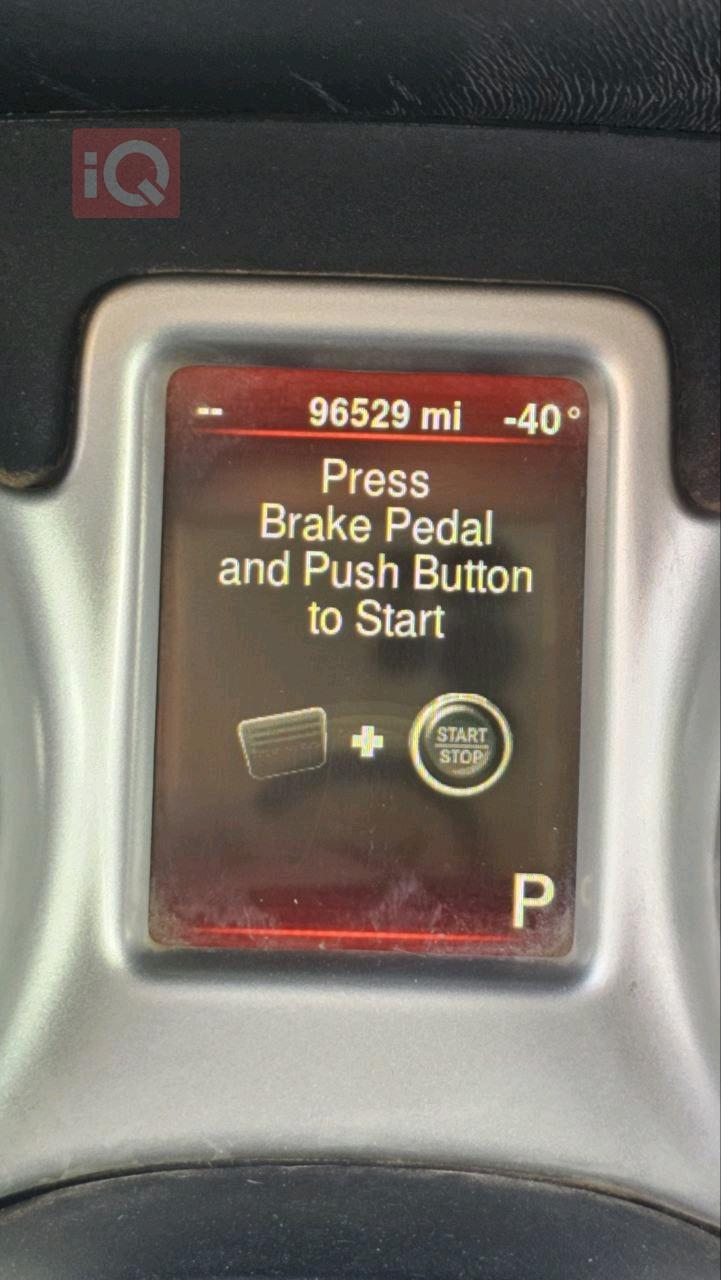 iQ
-- 96529 mi -40°
Press
Brake Pedal
and Push Button
to Start
+
START
STOP
P